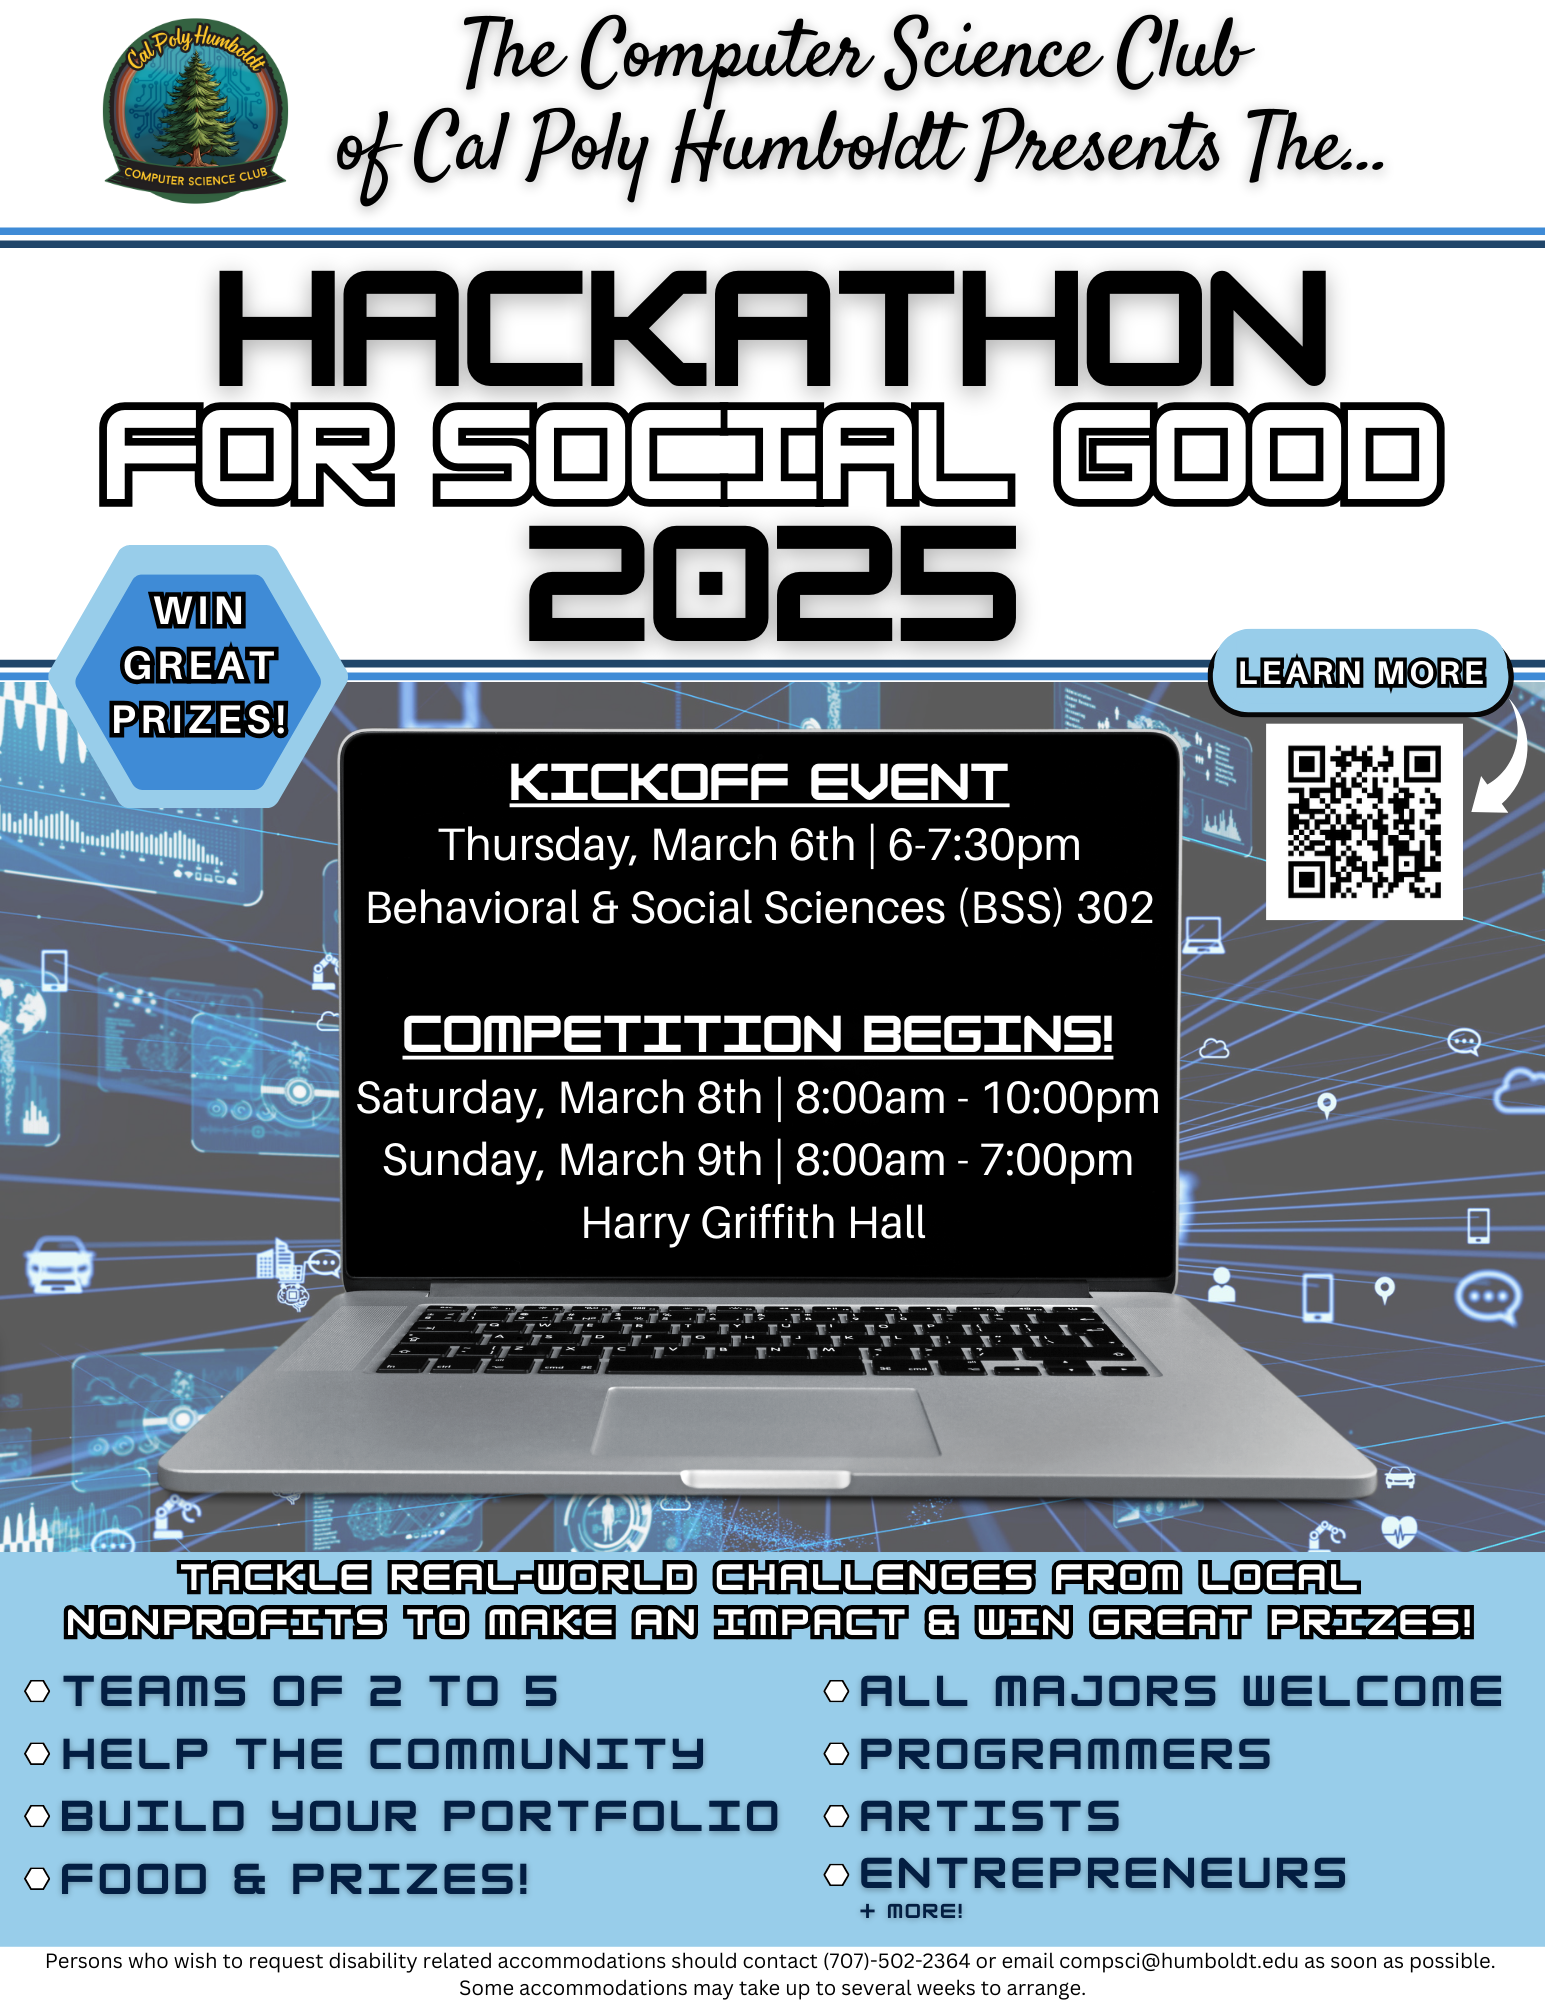 Cal Poly Humboldt
COMPUTER SCIENCE CLUB
The Computer Science Club
of Cal Poly Humboldt Presents The...
HACKATHON
FOR SOCIAL GOOD
2025
WIN
GREAT
PRIZES!
LEARN MORE
KICKOFF EVENT
Thursday, March 6th | 6-7:30pm
Behavioral & Social Sciences (BSS) 302
COMPETITION BEGINS!
Saturday, March 8th | 8:00am - 10:00pm
Sunday, March 9th | 8:00am - 7:00pm
Harry Griffith Hall
TACKLE REAL-WORLD CHALLENGES FROM LOCAL
NONPROFITS TO MAKE AN IMPACT & WIN GREAT PRIZES!
TEAMS OF 2 TO 5
HELP THE COMMUNITY
BUILD YOUR PORTFOLIO
FOOD & PRIZES!
ALL MAJORS WELCOME
PROGRAMMERS
ARTISTS
ENTREPRENEURS
+ MORE!
Persons who wish to request disability related accommodations should contact (707)-502-2364 or email compsci@humboldt.edu as soon as possible.
Some accommodations may take up to several weeks to arrange.